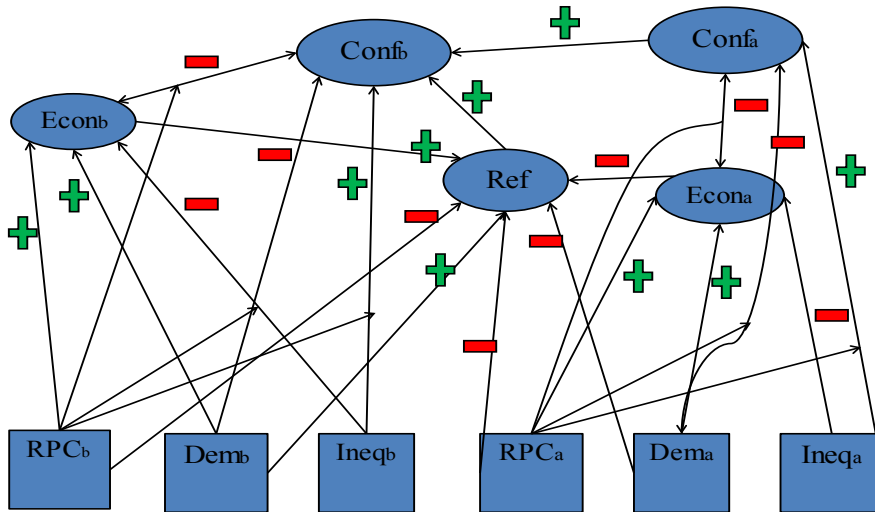 Confb
Confa
Econb
Ref
Econa
RPCb
Demb
Ineqb
RPCa
Dema
Ineqa